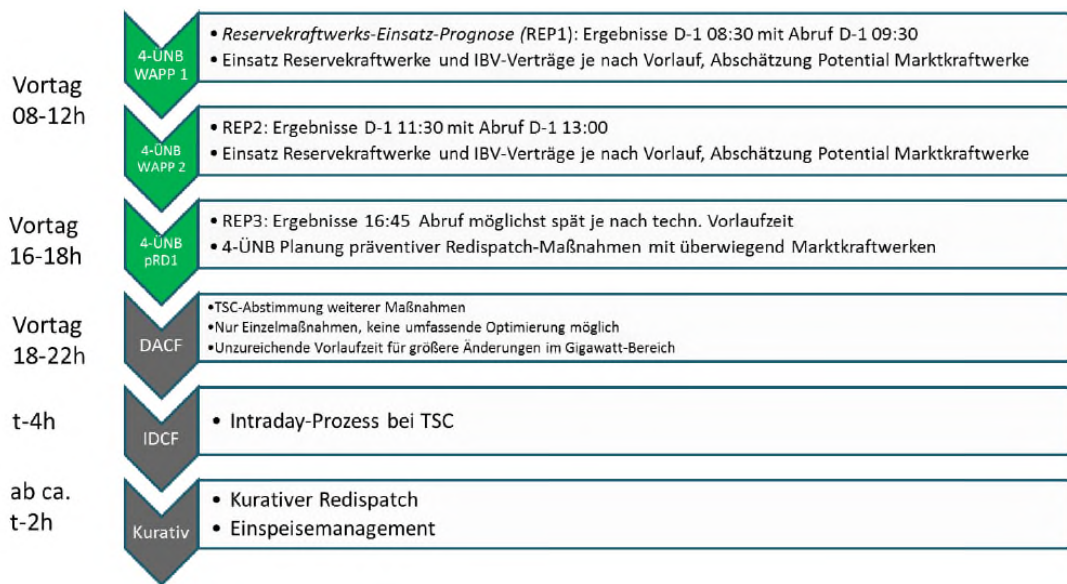 Vortag
08-12h
4-ÜNB
WAPP 1
• Reservekraftwerks-Einsatz-Prognose (REP1): Ergebnisse D-1 08:30 mit Abruf D-1 09:30
• Einsatz Reservekraftwerke und IBV-Verträge je nach Vorlauf, Abschätzung Potential Marktkraftwerke
4-ÜNB
WAPP 2
• REP2: Ergebnisse D-1 11:30 mit Abruf D-1 13:00
• Einsatz Reservekraftwerke und IBV-Verträge je nach Vorlauf, Abschätzung Potential Marktkraftwerke
Vortag
16-18h
4-ÜNB
pRD1
• REP3: Ergebnisse 16:45 Abruf möglichst spät je nach techn. Vorlaufzeit
• 4-ÜNB Planung präventiver Redispatch-Maßnahmen mit überwiegend Marktkraftwerken
Vortag
18-22h
DACF
•TSC-Abstimmung weiterer Maßnahmen
•Nur Einzelmaßnahmen, keine umfassende Optimierung möglich
•Unzureichende Vorlaufzeit für größere Änderungen im Gigawatt-Bereich
t-4h
IDCF
• Intraday-Prozess bei TSC
ab ca.
t-2h
Kurativ
• Kurativer Redispatch
• Einspeisemanagement